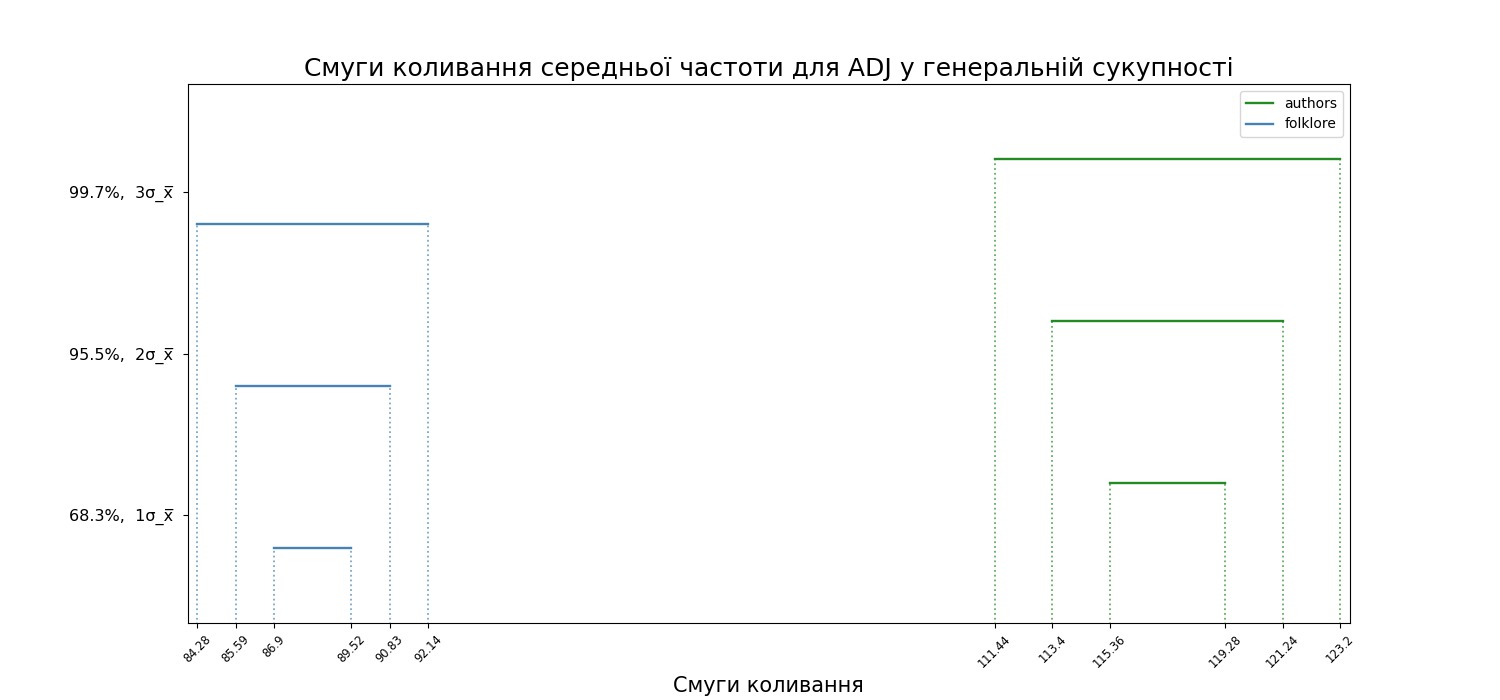 Смуги коливання середньої частоти для ADJ у генеральній сукупності
authors
folklore
99.7%, 3σ_x̅
95.5%, 2σ_x̅
68.3%, 1σ_x̅
84.28 85.59 86.9 89.52 90.83 92.14 111.44 113.4 115.36 119.28 121.24 123.2
Смуги коливання